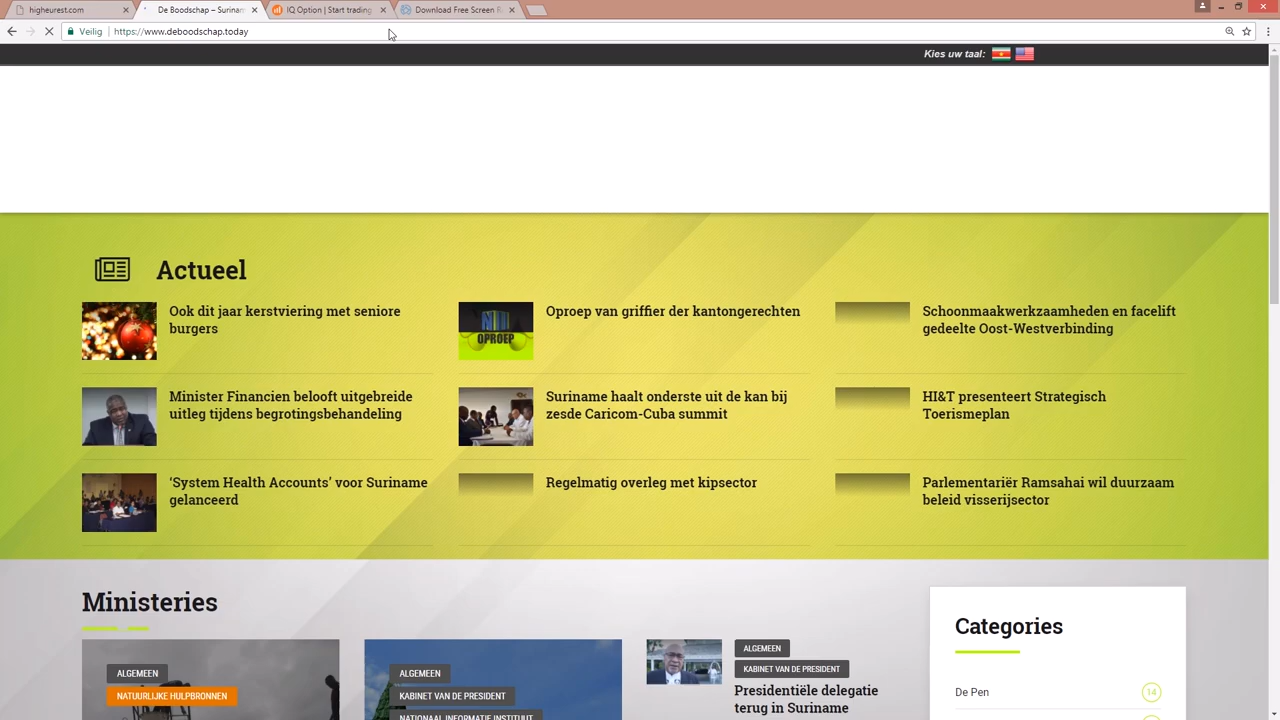 higheurest.com
De Boodschap – Surinam
IQ Option | Start trading
Download Free Screen R
Veilig
https://www.deboodschap.today
Kies uw taal:
Actueel
Ook dit jaar kerstviering met seniore
burgers
Oproep van griffier der kantongerechten
OPROEP
Schoonmaakwerkzaamheden en facelift
gedeelte Oost-Westverbinding
Minister Financien belooft uitgebreide
uitleg tijdens begrotingsbehandeling
Suriname haalt onderste uit de kan bij
zesde Caricom-Cuba summit
HI&T presenteert Strategisch
Toerismeplan
‘System Health Accounts’ voor Suriname
gelanceerd
Regelmatig overleg met kipsector
Parlementariër Ramsahai wil duurzaam
beleid visserijsector
Ministeries
ALGEMEEN
NATUURLIJKE HULPBRONNEN
ALGEMEEN
KABINET VAN DE PRESIDENT
NATIONAAL INFORMATIE INSTITUUT
ALGEMEEN
KABINET VAN DE PRESIDENT
Presidentiële delegatie
terug in Suriname
Categories
De Pen
14